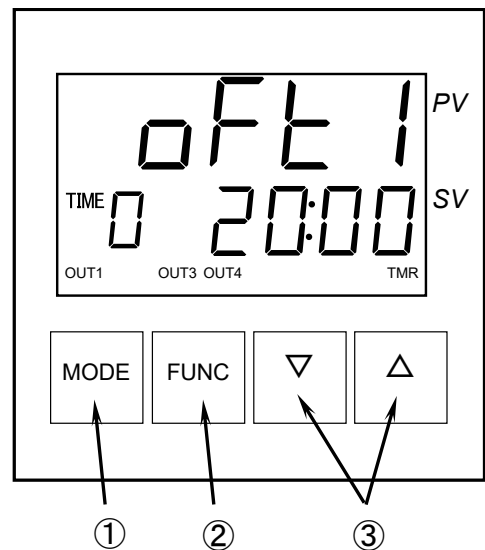 oFt1 PV
TIME 0 20:00 SV
OUT1 OUT3 OUT4 TMR
MODE FUNC ▽ △
① ② ③